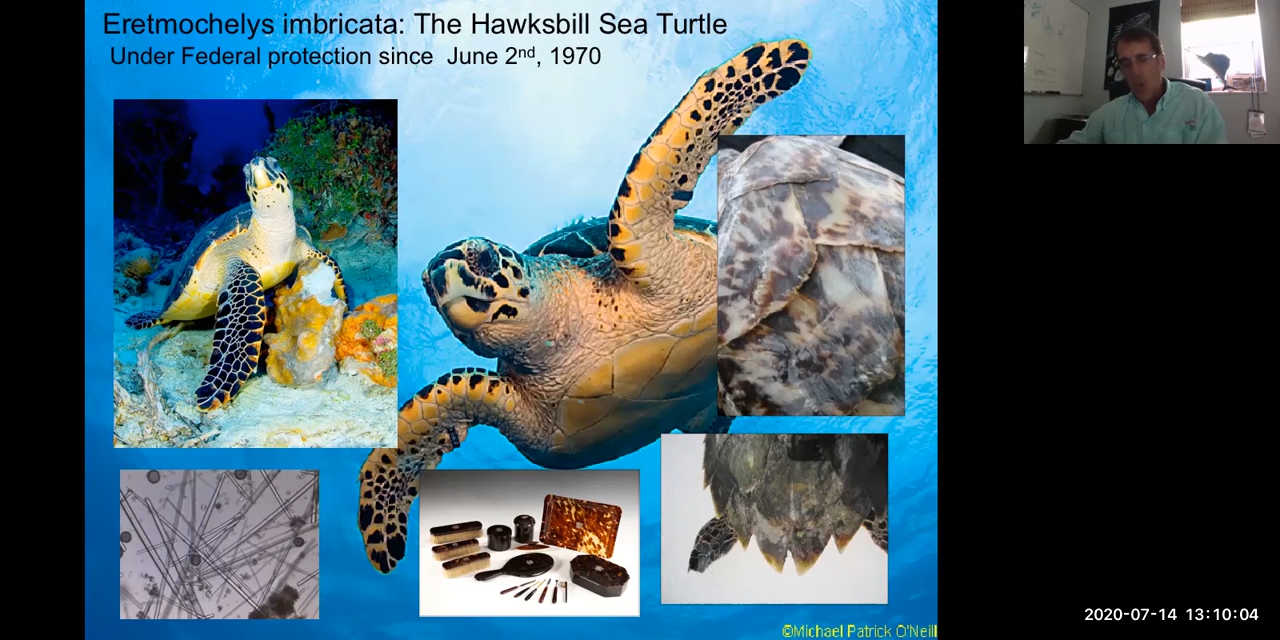 Eretmochelys imbricata: The Hawksbill Sea Turtle
Under Federal protection since June 2nd, 1970
©Michael Patrick O'Neill
2020-07-14 13:10:04